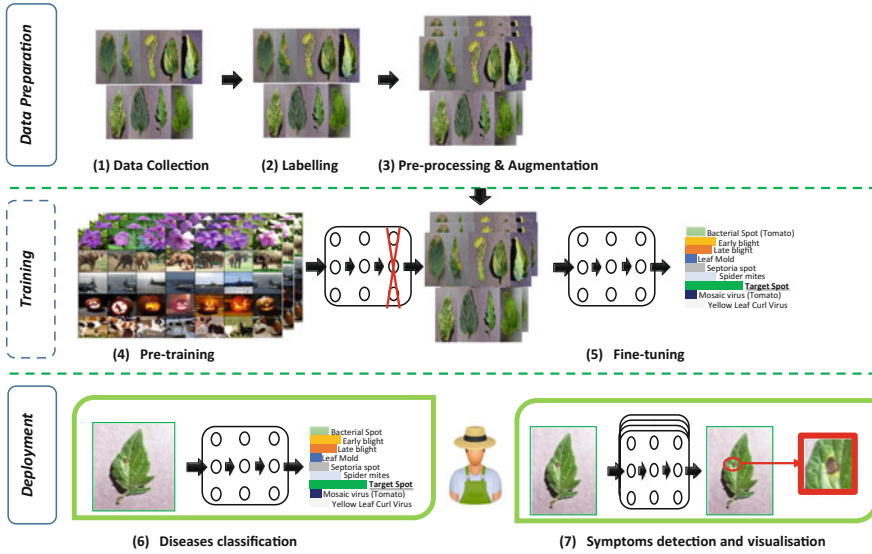 Data Preparation
(1) Data Collection
(2) Labelling
(3) Pre-processing & Augmentation
Training
Bacterial Spot (Tomato)
Early blight
Late blight
Leaf Mold
Septoria spot
Spider mites
Target Spot
Mosaic virus (Tomato)
Yellow Leaf Curl Virus
(4) Pre-training
(5) Fine-tuning
Deployment
Bacterial Spot
Early blight
Late blight
Leaf Mold
Septoria spot
Spider mites
Target Spot
Mosaic virus (Tomato)
Yellow Leaf Curl Virus
(6) Diseases classification
(7) Symptoms detection and visualisation